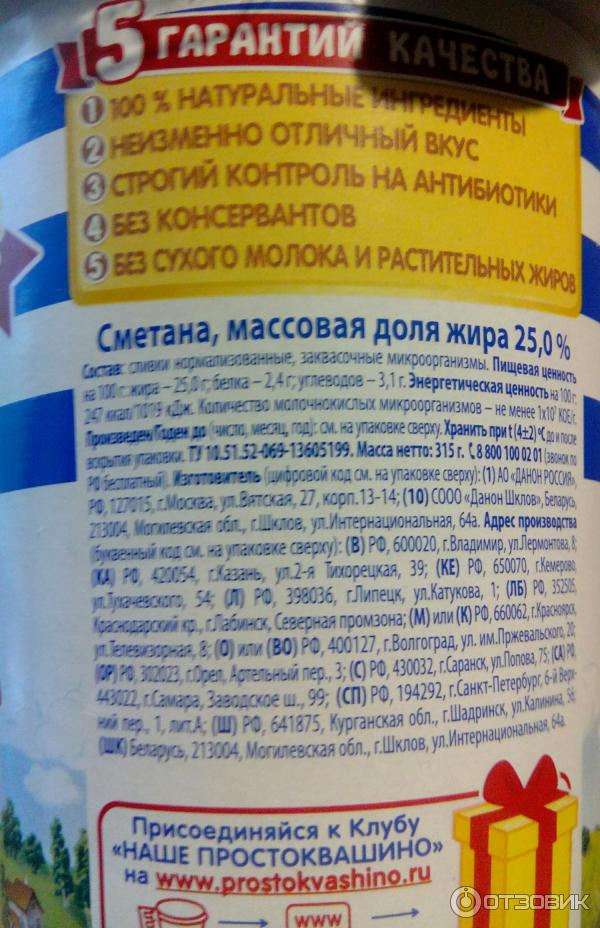 5 ГАРАНТИЙ КАЧЕСТВА
1 100 % НАТУРАЛЬНЫЕ ИНГРЕДИЕНТЫ
2 НЕИЗМЕННО ОТЛИЧНЫЙ ВКУС
3 СТРОГИЙ КОНТРОЛЬ НА АНТИБИОТИКИ
4 БЕЗ КОНСЕРВАНТОВ
5 БЕЗ СУХОГО МОЛОКА И РАСТИТЕЛЬНЫХ ЖИРОВ
Сметана, массовая доля жира 25,0 %
Состав: сливки нормализованные, заквасочные микроорганизмы. Пищевая ценность
на 100 г: жира – 25,0 г; белка – 2,4 г; углеводов – 3,1 г. Энергетическая ценность на 100 г:
247 ккал/1019 кДж. Количество молочнокислых микроорганизмов – не менее 1x10⁷ КОЕ/г.
Произведен/Годен до (число, месяц, год): см. на упаковке сверху. Хранить при t (4±2) °C до и после
вскрытия упаковки. ТУ 10.51.52-069-13605199. Масса нетто: 315 г. 8 800 100 02 01 (звонок по
РФ бесплатный). Изготовитель (цифровой код см. на упаковке сверху): (1) АО «ДАНОН РОССИЯ»,
РФ, 127015, г.Москва, ул.Вятская, 27, корп.13-14; (10) СООО «Данон Шклов», Беларусь,
213004, Могилевская обл., г.Шклов, ул.Интернациональная, 64а. Адрес производства
(буквенный код см. на упаковке сверху): (В) РФ, 600020, г.Владимир, ул.Лермонтова, 8;
(КА) РФ, 420054, г.Казань, ул.2-я Тихорецкая, 39; (КЕ) РФ, 650070, г.Кемерово,
ул.Тухачевского, 54; (Л) РФ, 398036, г.Липецк, ул.Катукова, 1; (ЛБ) РФ, 352505,
Краснодарский кр., г.Лабинск, Северная промзона; (М) или (К) РФ, 660062, г.Красноярск,
ул.Телевизорная, 8; (О) или (ВО) РФ, 400127, г.Волгоград, ул. им.Пржевальского, 20;
(ОР) РФ, 302023, г.Орел, Артельный пер., 3; (С) РФ, 430032, г.Саранск, ул.Попова, 75; (СА) РФ,
443022, г.Самара, Заводское ш., 99; (СП) РФ, 194292, г.Санкт-Петербург, 6-й Верх-
ний пер., 1, лит.А; (Ш) РФ, 641875, Курганская обл., г.Шадринск, ул.Калинина, 56;
(ШК) Беларусь, 213004, Могилевская обл., г.Шклов, ул.Интернациональная, 64а.
Присоединяйся к Клубу
«НАШЕ ПРОСТОКВАШИНО»
на www.prostokvashino.ru
www
ОТЗОВИК